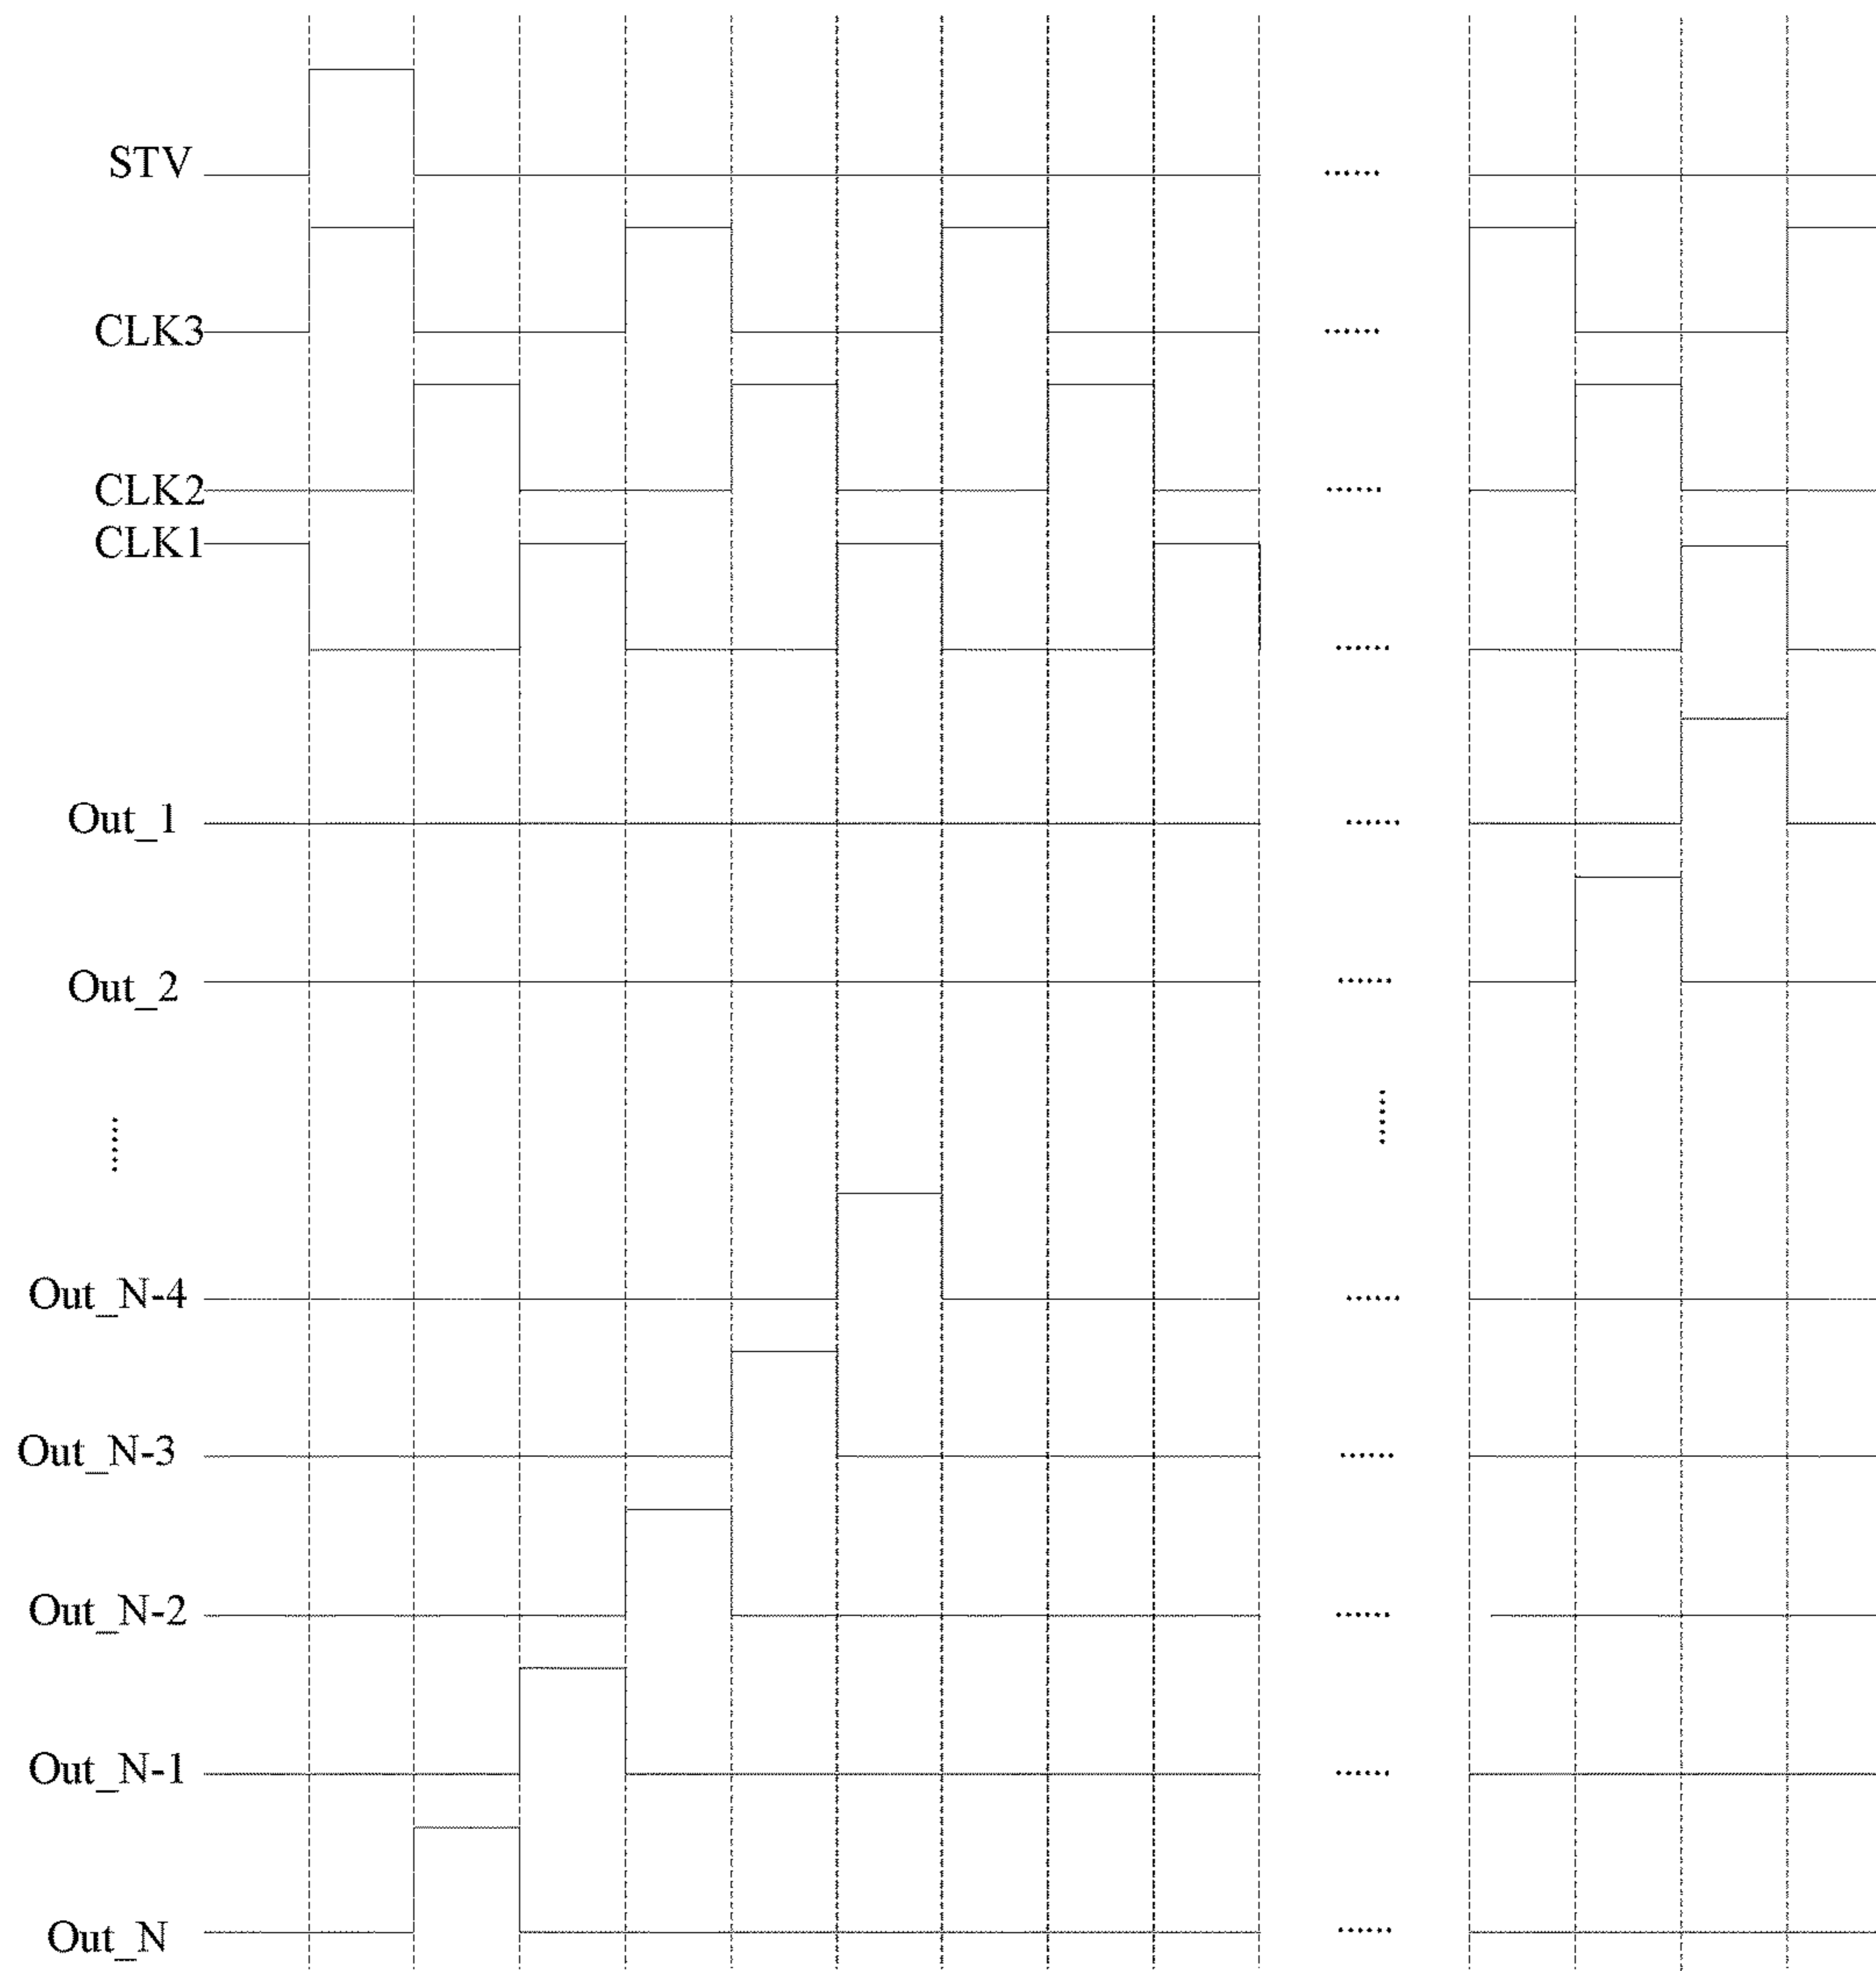 STV
......
CLK3
......
CLK2
......
CLK1
......
Out_1
......
Out_2
......
......
......
Out_N-4
......
Out_N-3
......
Out_N-2
......
Out_N-1
......
Out_N
......